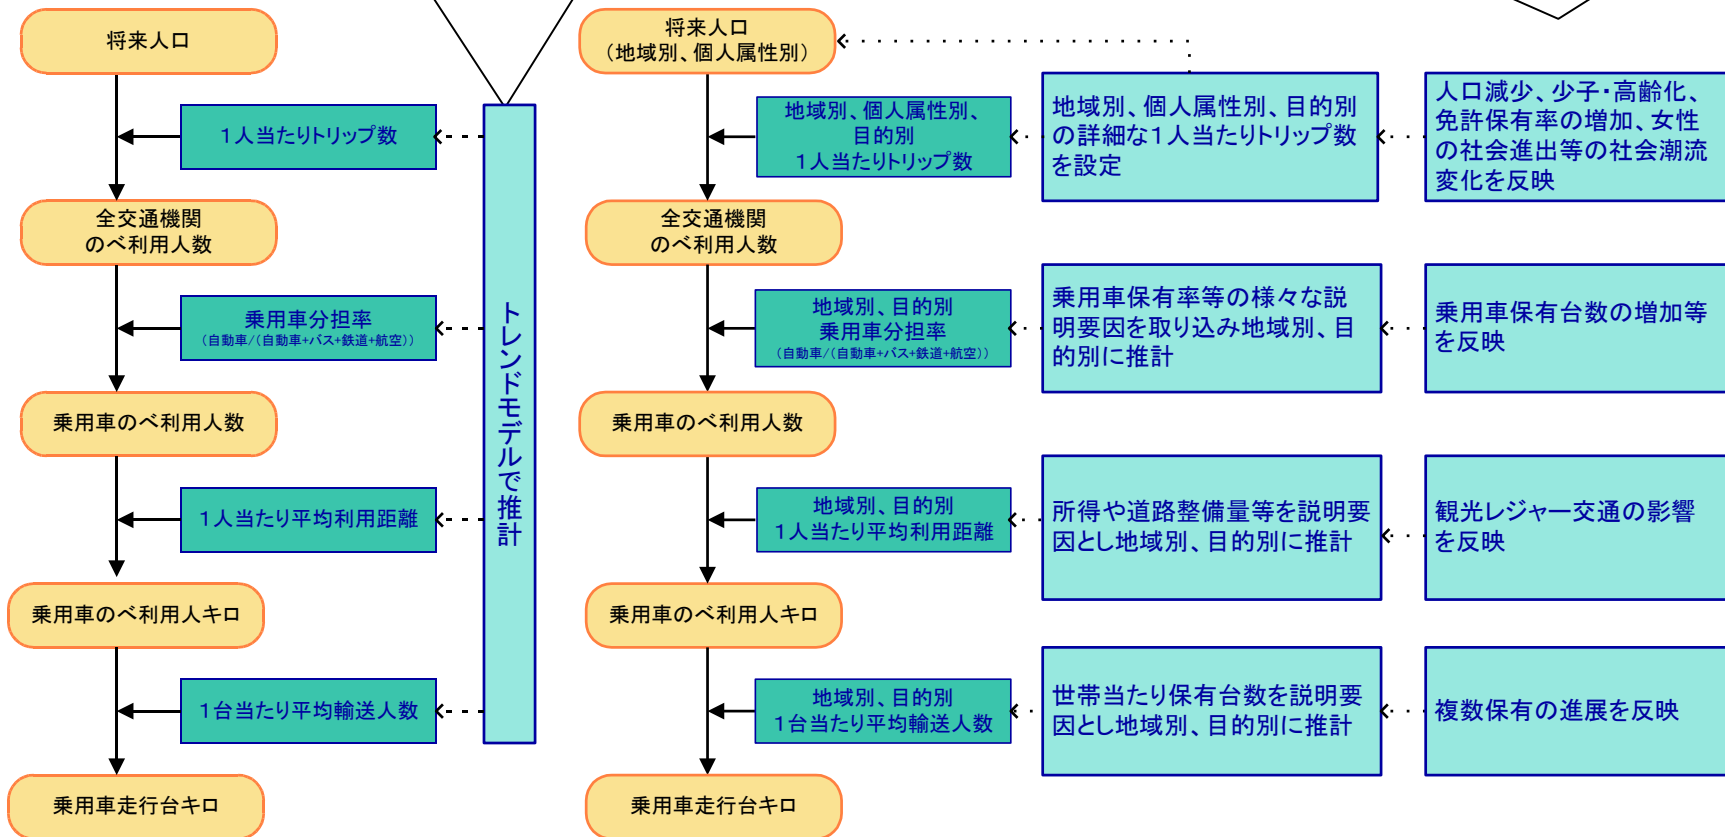 将来人口
1人当たりトリップ数
全交通機関
のべ利用人数
乗用車分担率
（自動車/（自動車+バス+鉄道+航空））
乗用車のべ利用人数
1人当たり平均利用距離
乗用車のべ利用人キロ
1台当たり平均輸送人数
乗用車走行台キロ
トレンドモデルで推計
将来人口
（地域別、個人属性別）
地域別、個人属性別、
目的別
1人当たりトリップ数
全交通機関
のべ利用人数
地域別、目的別
乗用車分担率
（自動車/（自動車+バス+鉄道+航空））
乗用車のべ利用人数
地域別、目的別
1人当たり平均利用距離
乗用車のべ利用人キロ
地域別、目的別
1台当たり平均輸送人数
乗用車走行台キロ
地域別、個人属性別、目的別
の詳細な1人当たりトリップ数
を設定
乗用車保有率等の様々な説
明要因を取り込み地域別、目
的別に推計
所得や道路整備量等を説明要
因とし地域別、目的別に推計
世帯当たり保有台数を説明要
因とし地域別、目的別に推計
人口減少、少子・高齢化、
免許保有率の増加、女性
の社会進出等の社会潮流
変化を反映
乗用車保有台数の増加等
を反映
観光レジャー交通の影響
を反映
複数保有の進展を反映